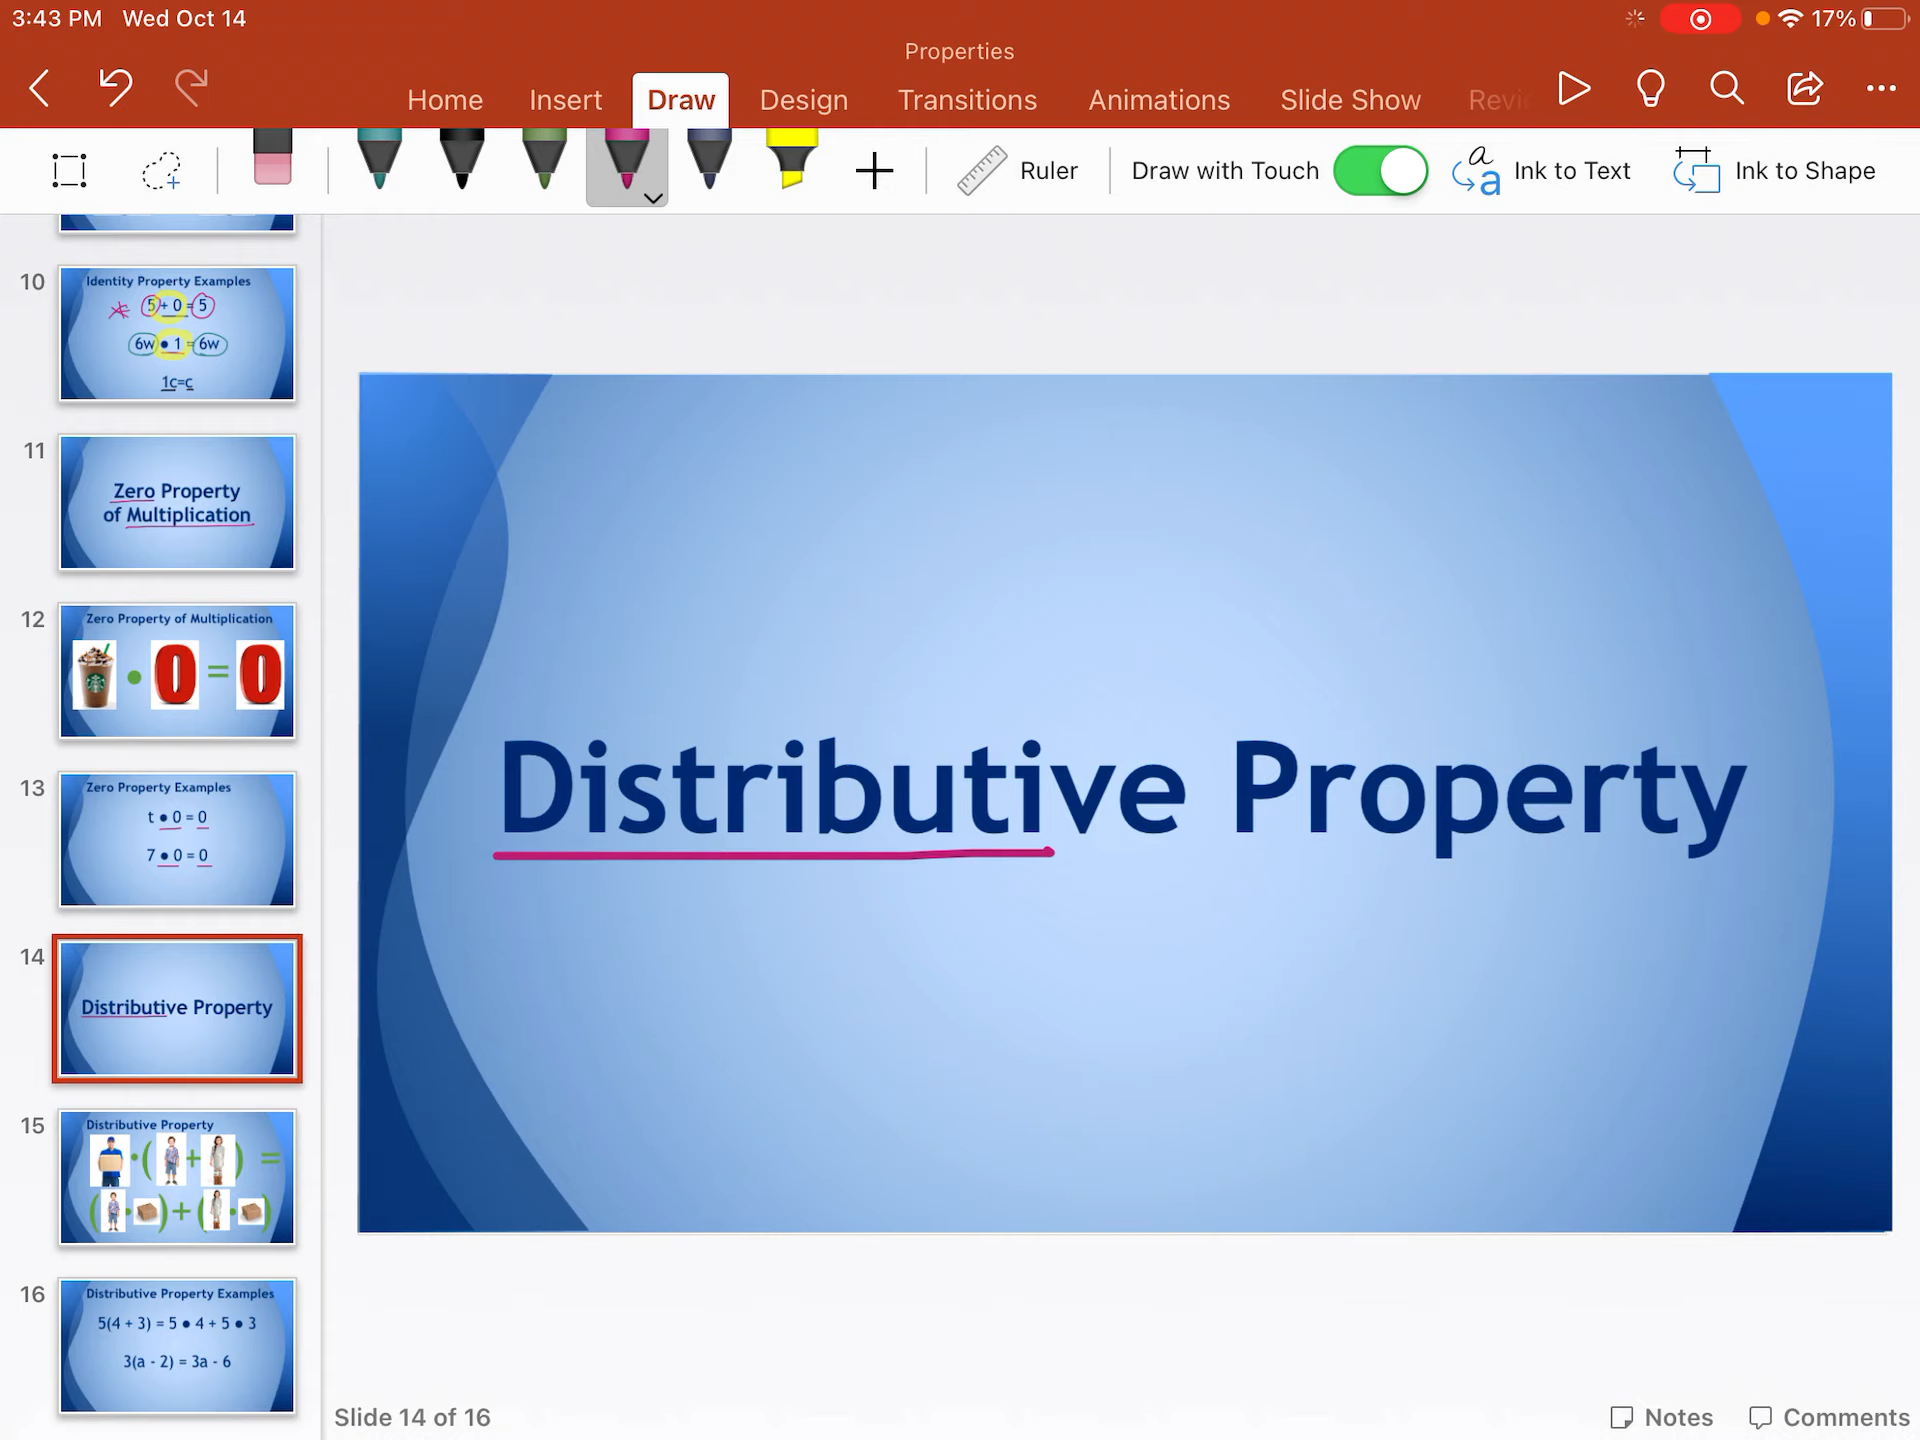 3:43 PM Wed Oct 14
17%
Properties
Home Insert Draw Design Transitions Animations Slide Show Revi
Ruler Draw with Touch Ink to Text Ink to Shape
10
Identity Property Examples
5 + 0 = 5
6w • 1 = 6w
1c=c
11
Zero Property
of Multiplication
12
Zero Property of Multiplication
• 0 = 0
13
Zero Property Examples
t • 0 = 0
7 • 0 = 0
14
Distributive Property
15
Distributive Property
•( + ) =
( • ) + ( • )
16
Distributive Property Examples
5(4 + 3) = 5 • 4 + 5 • 3
3(a - 2) = 3a - 6
Distributive Property
Slide 14 of 16
Notes Comments